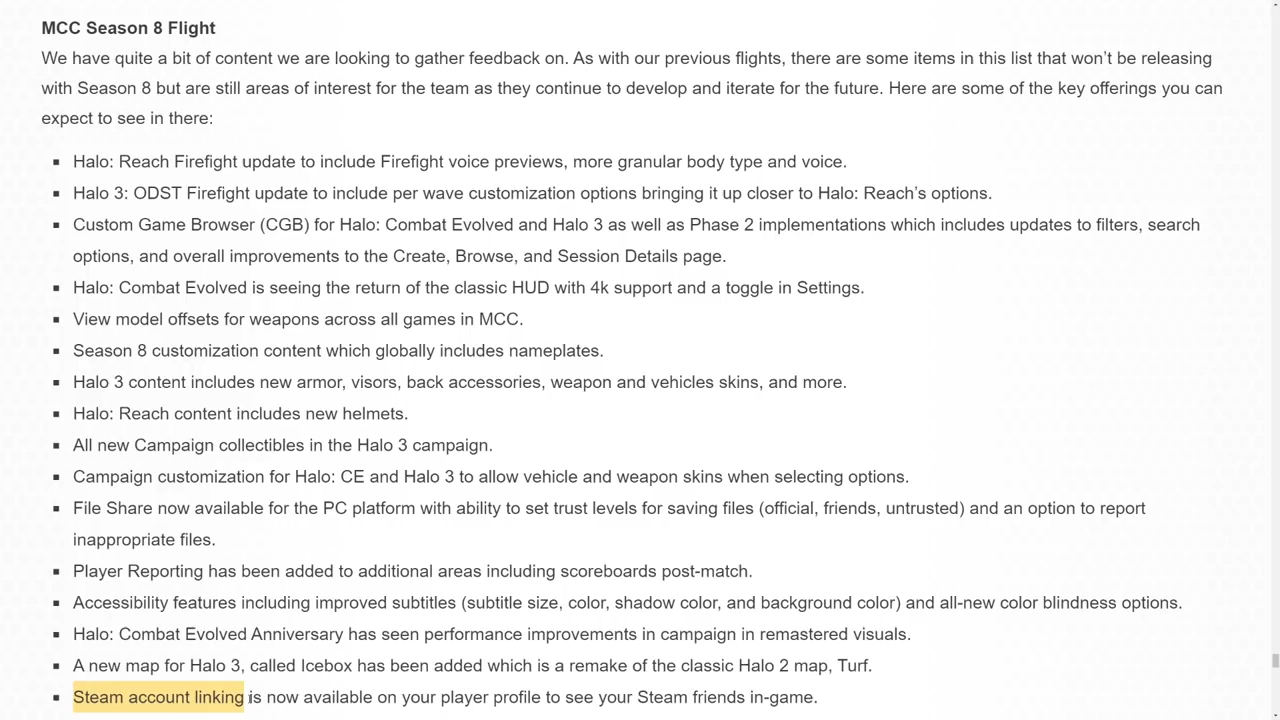 MCC Season 8 Flight
We have quite a bit of content we are looking to gather feedback on. As with our previous flights, there are some items in this list that won’t be releasing
with Season 8 but are still areas of interest for the team as they continue to develop and iterate for the future. Here are some of the key offerings you can
expect to see in there:
▪ Halo: Reach Firefight update to include Firefight voice previews, more granular body type and voice.
▪ Halo 3: ODST Firefight update to include per wave customization options bringing it up closer to Halo: Reach’s options.
▪ Custom Game Browser (CGB) for Halo: Combat Evolved and Halo 3 as well as Phase 2 implementations which includes updates to filters, search
options, and overall improvements to the Create, Browse, and Session Details page.
▪ Halo: Combat Evolved is seeing the return of the classic HUD with 4k support and a toggle in Settings.
▪ View model offsets for weapons across all games in MCC.
▪ Season 8 customization content which globally includes nameplates.
▪ Halo 3 content includes new armor, visors, back accessories, weapon and vehicles skins, and more.
▪ Halo: Reach content includes new helmets.
▪ All new Campaign collectibles in the Halo 3 campaign.
▪ Campaign customization for Halo: CE and Halo 3 to allow vehicle and weapon skins when selecting options.
▪ File Share now available for the PC platform with ability to set trust levels for saving files (official, friends, untrusted) and an option to report
inappropriate files.
▪ Player Reporting has been added to additional areas including scoreboards post-match.
▪ Accessibility features including improved subtitles (subtitle size, color, shadow color, and background color) and all-new color blindness options.
▪ Halo: Combat Evolved Anniversary has seen performance improvements in campaign in remastered visuals.
▪ A new map for Halo 3, called Icebox has been added which is a remake of the classic Halo 2 map, Turf.
▪ Steam account linking is now available on your player profile to see your Steam friends in-game.